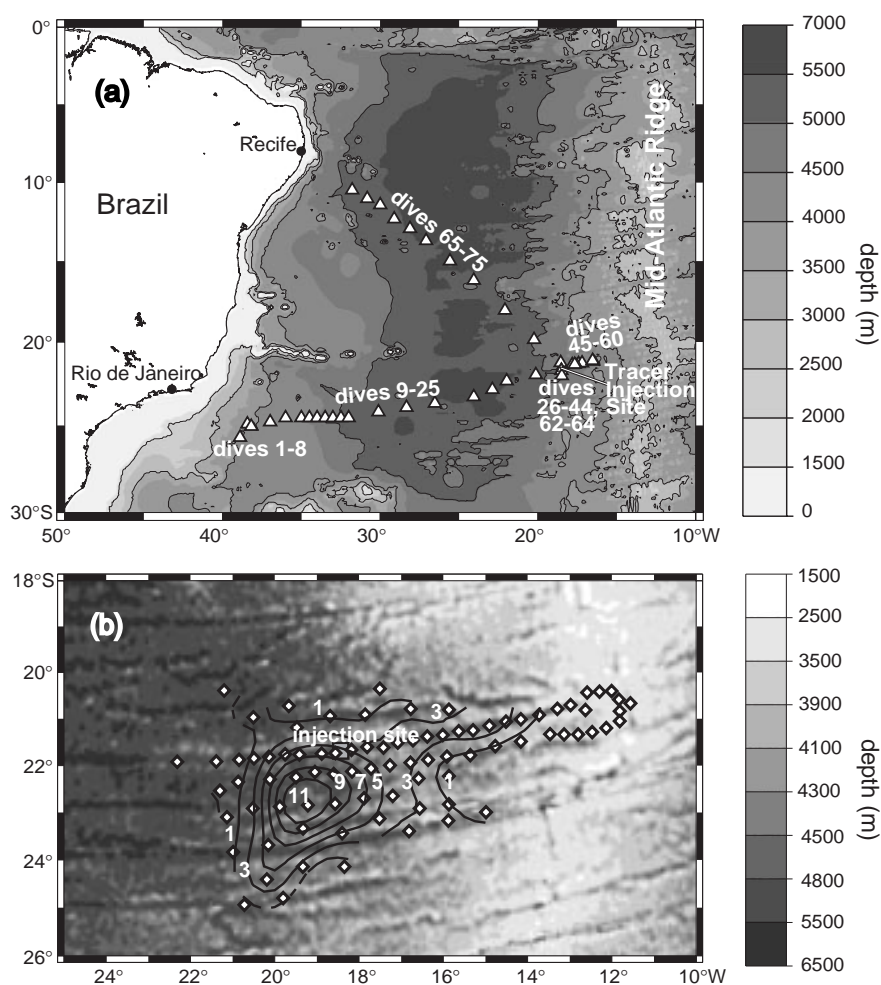 0°
10°
20°
30°S
50°
40°
30°
20°
10°W
(a)
Recife
Brazil
Rio de Janeiro
dives 65-75
Mid-Atlantic Ridge
dives
45-60
Tracer
Injection
Site
dives
26-44,
62-64
dives 9-25
dives 1-8
7000
5500
5000
4500
4000
3500
3000
2500
2000
1500
0
depth (m)
18°S
20°
22°
24°
26°
24°
22°
20°
18°
16°
14°
12°
10°W
(b)
1
3
Injection site
11
9
7
5
3
1
1
3
1500
2500
3500
3900
4100
4300
4500
4800
5500
6500
depth (m)